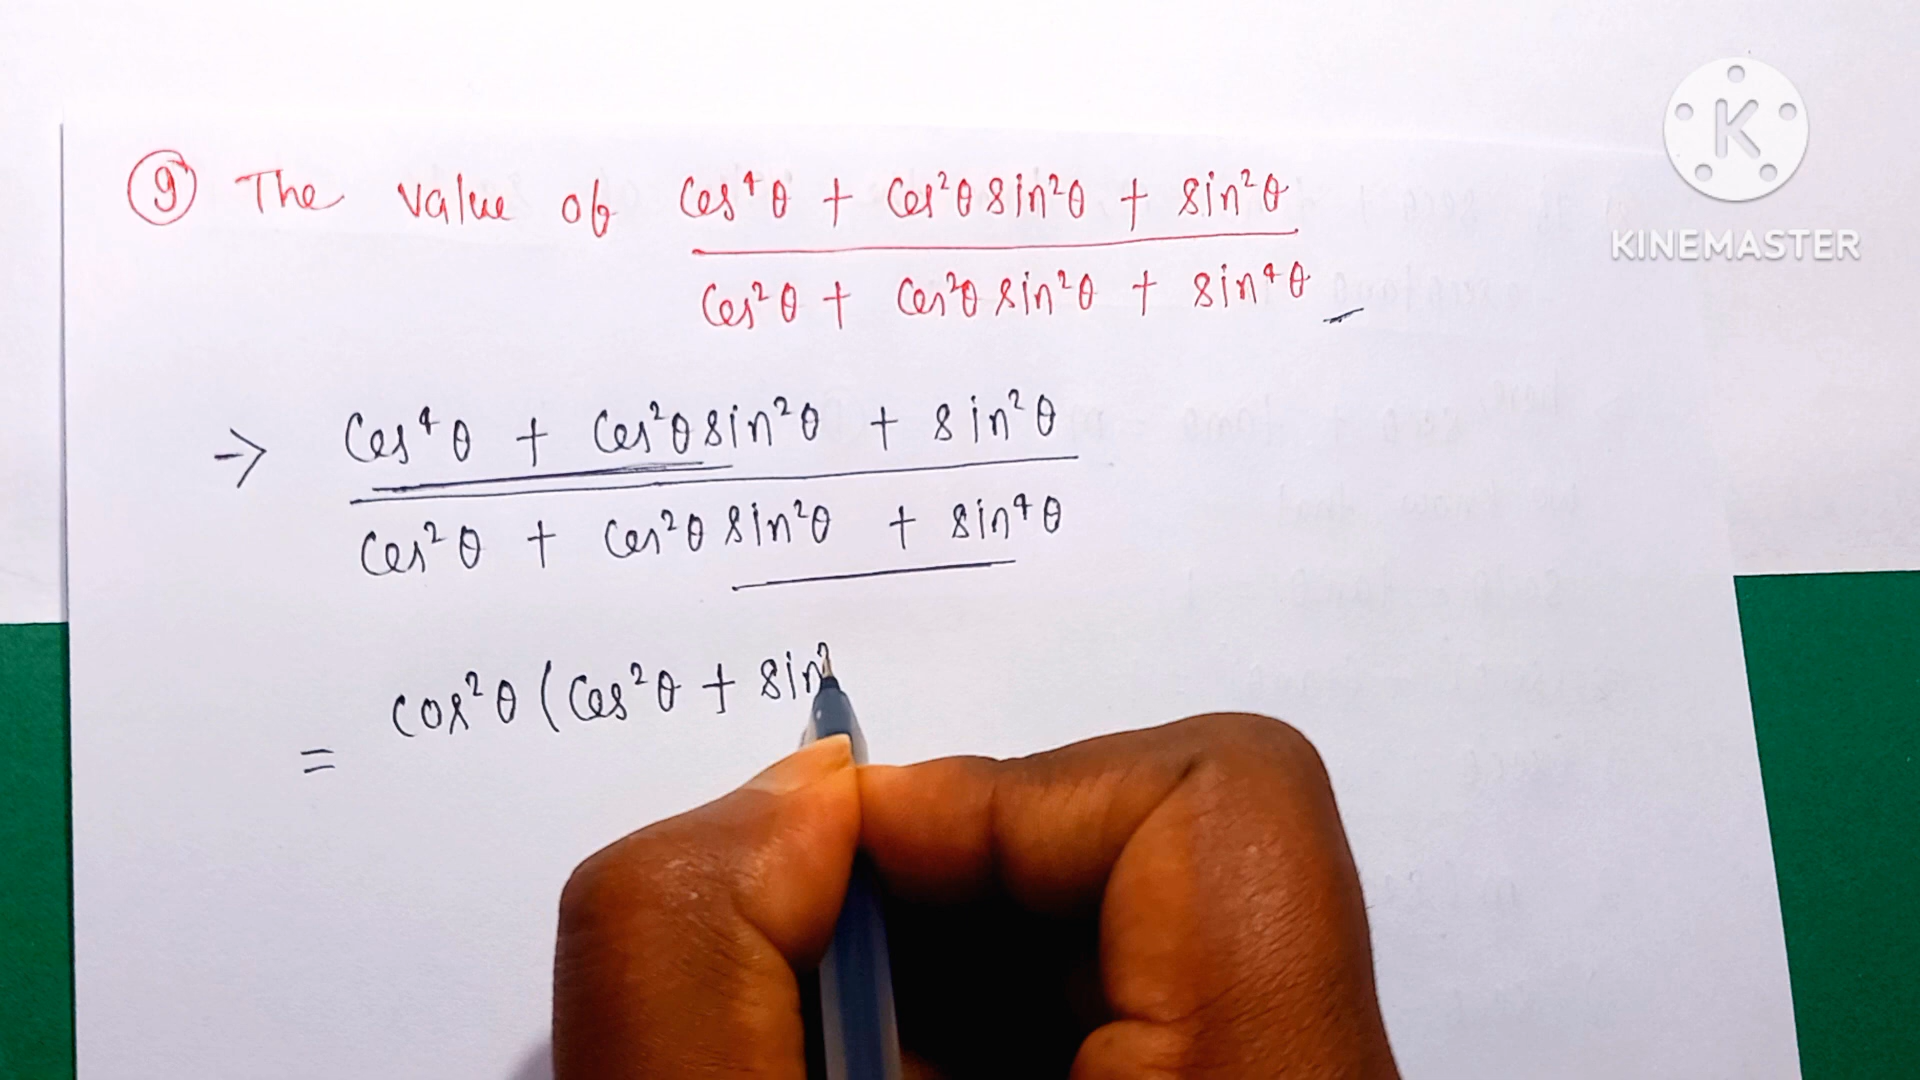 9 The value of cos⁴θ + cos²θ sin²θ + sin²θ
cos²θ + cos²θ sin²θ + sin⁴θ
K
KINEMASTER
→ cos⁴θ + cos²θ sin²θ + sin²θ
cos²θ + cos²θ sin²θ + sin⁴θ
= cos²θ (cos²θ + sin²